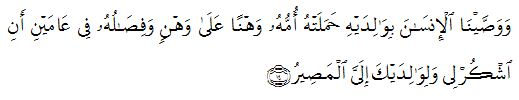 وَوَصَّيْنَا ٱلْإِنسَـٰنَ بِوَٰلِدَيْهِ حَمَلَتْهُ أُمُّهُۥ وَهْنًا عَلَىٰ وَهْنٍۢ وَفِصَـٰلُهُۥ فِى عَامَيْنِ أَنِ
ٱشْكُرْ لِى وَلِوَٰلِدَيْكَ إِلَىَّ ٱلْمَصِيرُ ۝١٤